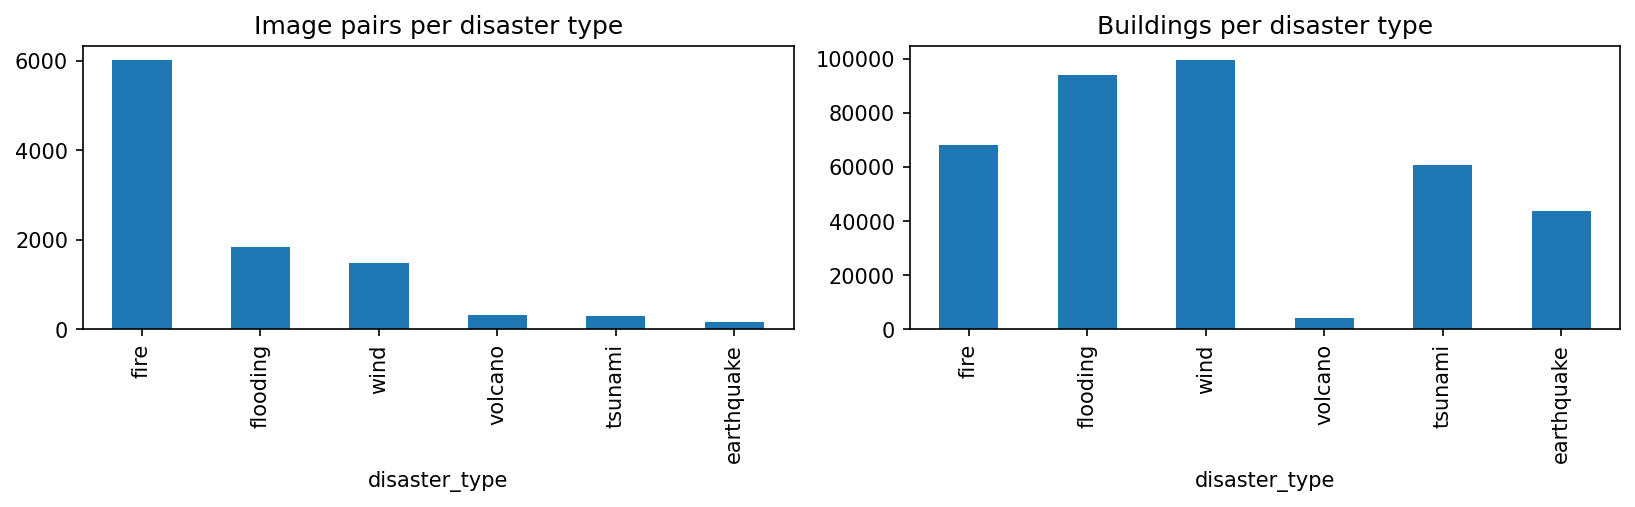 Image pairs per disaster type
6000
4000
2000
0
fire
flooding
wind
volcano
tsunami
earthquake
disaster_type
Buildings per disaster type
100000
80000
60000
40000
20000
0
fire
flooding
wind
volcano
tsunami
earthquake
disaster_type